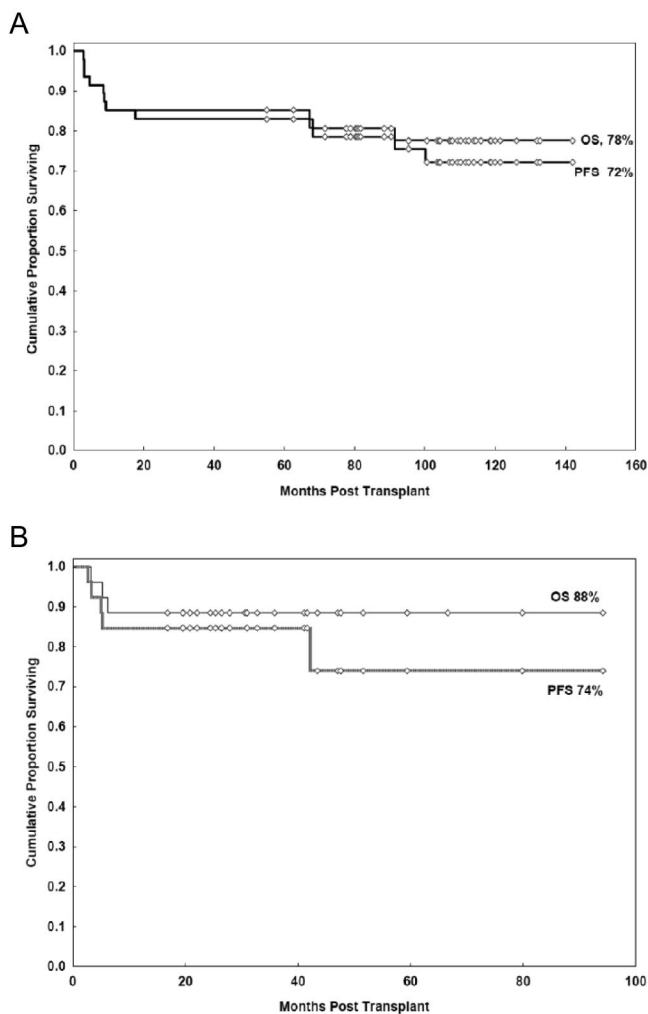 A
1.0
0.9
0.8
0.7
0.6
0.5
0.4
0.3
0.2
0.1
0.0
Cumulative Proportion Surviving
OS, 78%
PFS 72%
0 20 40 60 80 100 120 140 160
Months Post Transplant
B
1.0
0.9
0.8
0.7
0.6
0.5
0.4
0.3
0.2
0.1
0.0
Cumulative Proportion Surviving
OS 88%
PFS 74%
0 20 40 60 80 100
Months Post Transplant